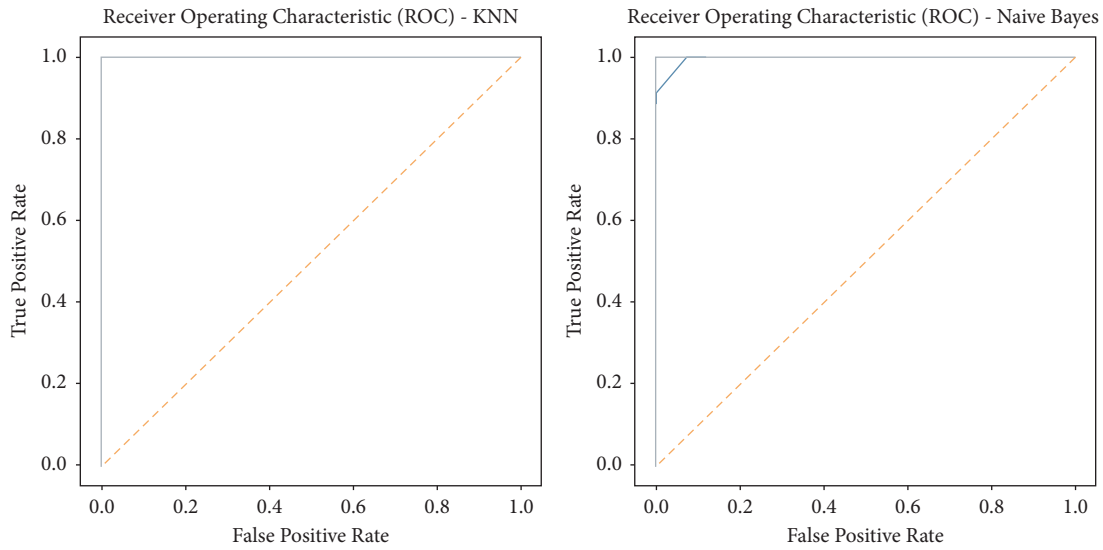 Receiver Operating Characteristic (ROC) - KNN
1.0
0.8
0.6
0.4
0.2
0.0
True Positive Rate
0.0 0.2 0.4 0.6 0.8 1.0
False Positive Rate
Receiver Operating Characteristic (ROC) - Naive Bayes
1.0
0.8
0.6
0.4
0.2
0.0
True Positive Rate
0.0 0.2 0.4 0.6 0.8 1.0
False Positive Rate